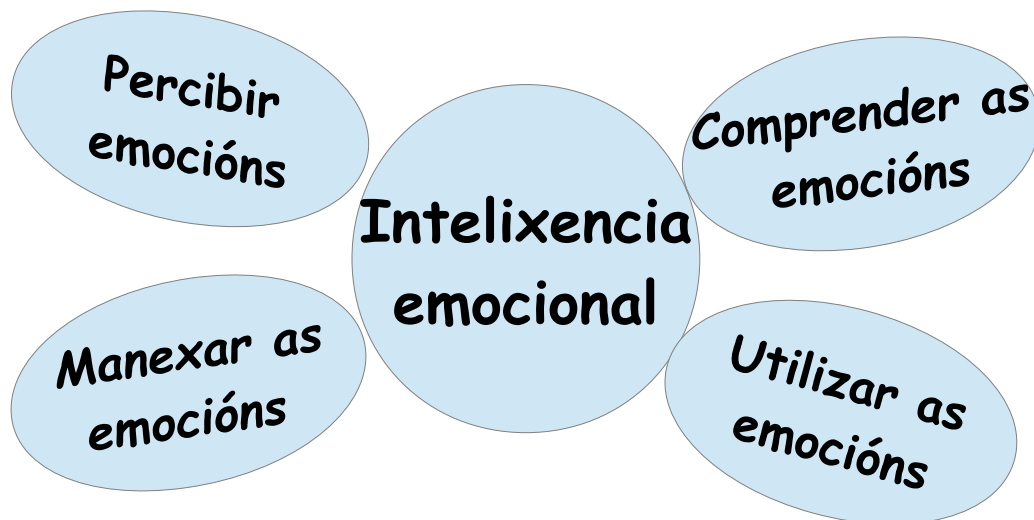 Percibir
emocións
Comprender as
emocións
Intelixencia
emocional
Manexar as
emocións
Utilizar as
emocións